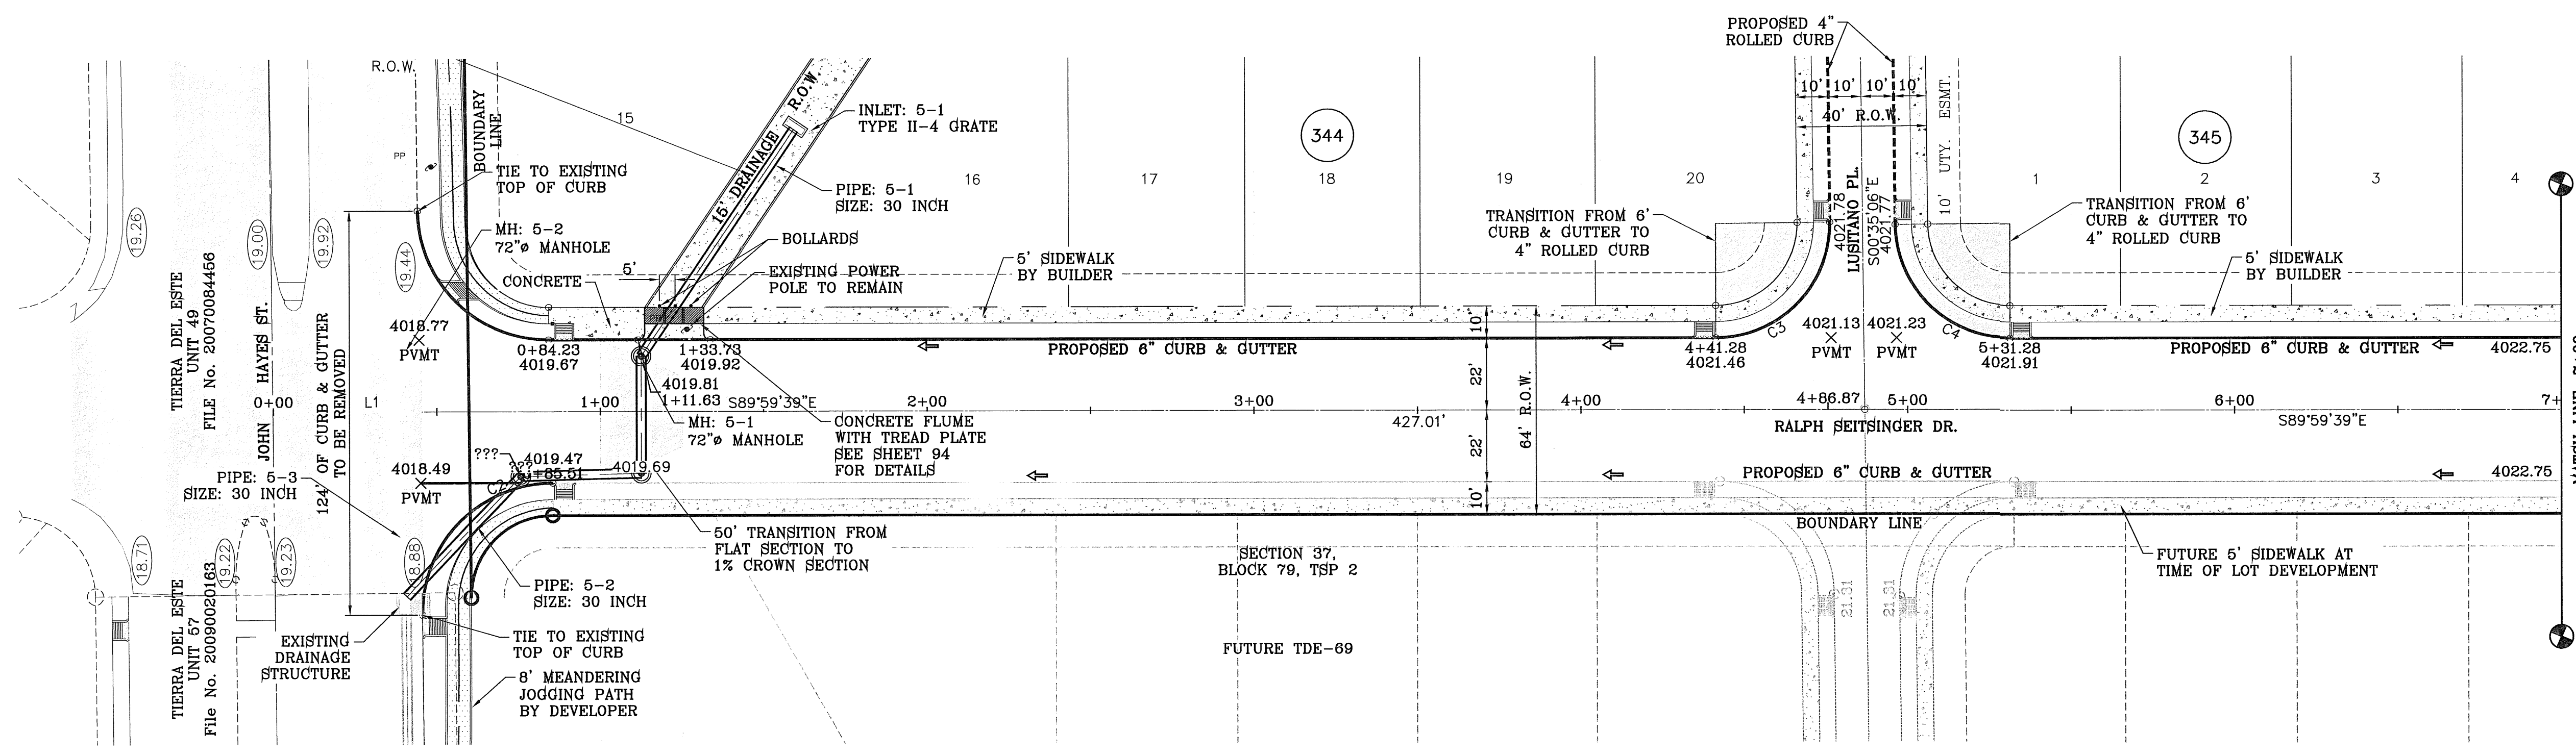 PROPOSED 4"
ROLLED CURB
R.O.W.
BOUNDARY
LINE
15
PP
TIE TO EXISTING
TOP OF CURB
MH: 5-2
72"ø MANHOLE
CONCRETE
5'
15' DRAINAGE R.O.W.
INLET: 5-1
TYPE II-4 GRATE
PIPE: 5-1
SIZE: 30 INCH
BOLLARDS
EXISTING POWER
POLE TO REMAIN
16
17
344
18
19
20
5' SIDEWALK
BY BUILDER
TRANSITION FROM 6'
CURB & GUTTER TO
4" ROLLED CURB
10' 10' 10' 10'
40' R.O.W.
10' UTY. ESMT.
4021.78
LUSITANO PL.
S00°35'06"E
4021.77
345
1
2
3
4
TRANSITION FROM 6'
CURB & GUTTER TO
4" ROLLED CURB
5' SIDEWALK
BY BUILDER
19.26
19.00
19.92
19.44
TIERRA DEL ESTE
UNIT 49
FILE No. 20070084456
JOHN HAYES ST.
124' OF CURB & GUTTER
TO BE REMOVED
4018.77
PVMT
0+84.23
4019.67
1+33.73
4019.92
PROPOSED 6" CURB & GUTTER
10'
C3
4021.13
PVMT
4021.23
PVMT
C4
4+41.28
4021.46
5+31.28
4021.91
PROPOSED 6" CURB & GUTTER
4022.75
4019.81
1+11.63
0+00
L1
1+00
S89°59'39"E
2+00
3+00
4+00
4+86.87
5+00
6+00
7+
427.01'
S89°59'39"E
22'
22'
64' R.O.W.
RALPH SEITSINGER DR.
MH: 5-1
72"ø MANHOLE
CONCRETE FLUME
WITH TREAD PLATE
SEE SHEET 94
FOR DETAILS
???
???
4019.47
4019.69
4018.49
PVMT
C2
PIPE: 5-3
SIZE: 30 INCH
PROPOSED 6" CURB & GUTTER
4022.75
10'
BOUNDARY LINE
50' TRANSITION FROM
FLAT SECTION TO
1% CROWN SECTION
SECTION 37,
BLOCK 79, TSP 2
FUTURE 5' SIDEWALK AT
TIME OF LOT DEVELOPMENT
18.71
19.22
19.23
18.88
PIPE: 5-2
SIZE: 30 INCH
21.31
21.31
TIERRA DEL ESTE
UNIT 57
File No. 20090020163
EXISTING
DRAINAGE
STRUCTURE
TIE TO EXISTING
TOP OF CURB
FUTURE TDE-69
8' MEANDERING
JOGGING PATH
BY DEVELOPER